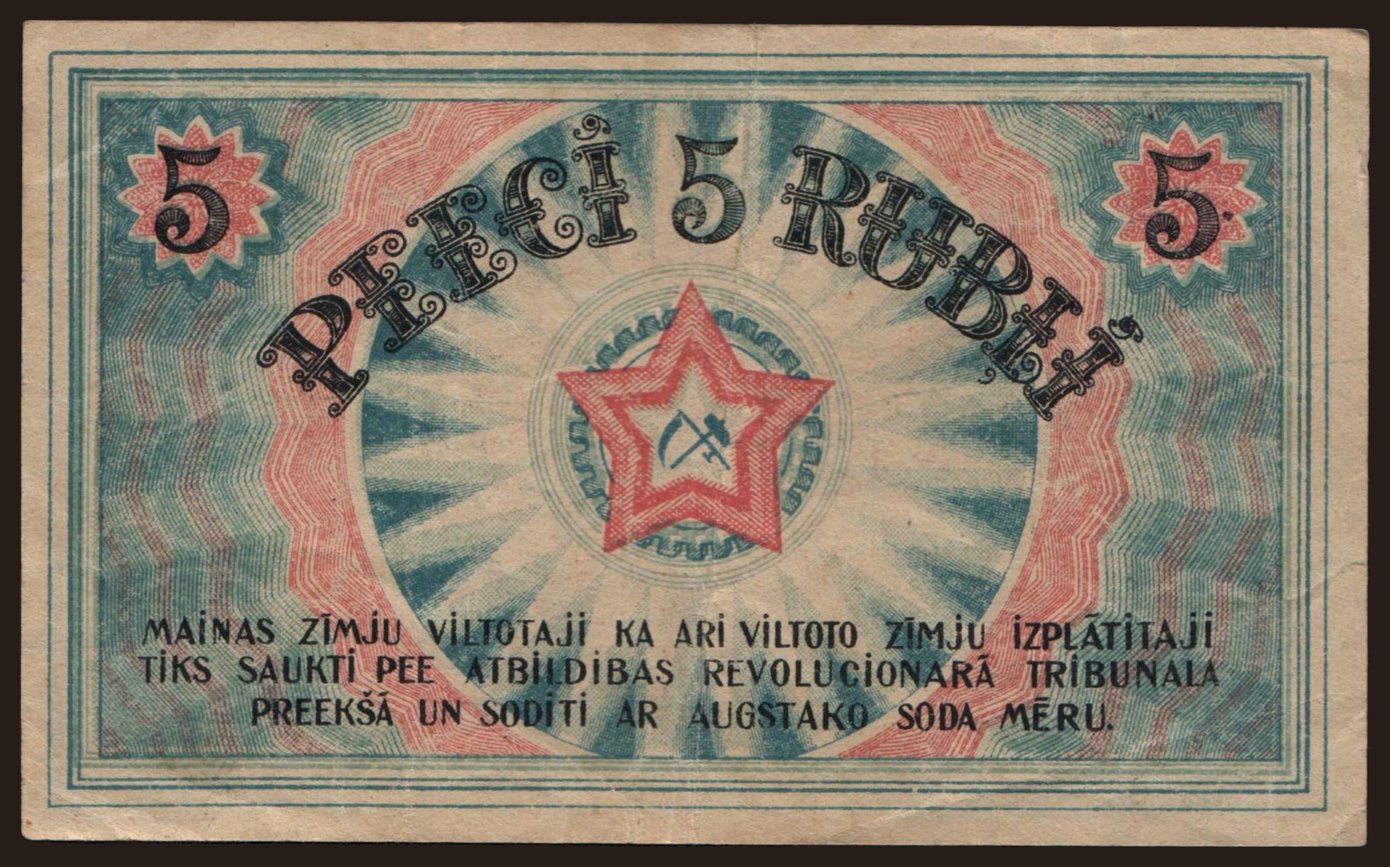 5 PEECI 5 RUBĻI 5
MAINAS ZĪMJU VILTOTAJI KA ARI VILTOTO ZĪMJU IZPLĀTITAJI
TIKS SAUKTI PEE ATBILDIBAS REVOLUCIONARĀ TRIBUNALA
PREEKŠĀ UN SODITI AR AUGSTAKO SODA MĒRU.